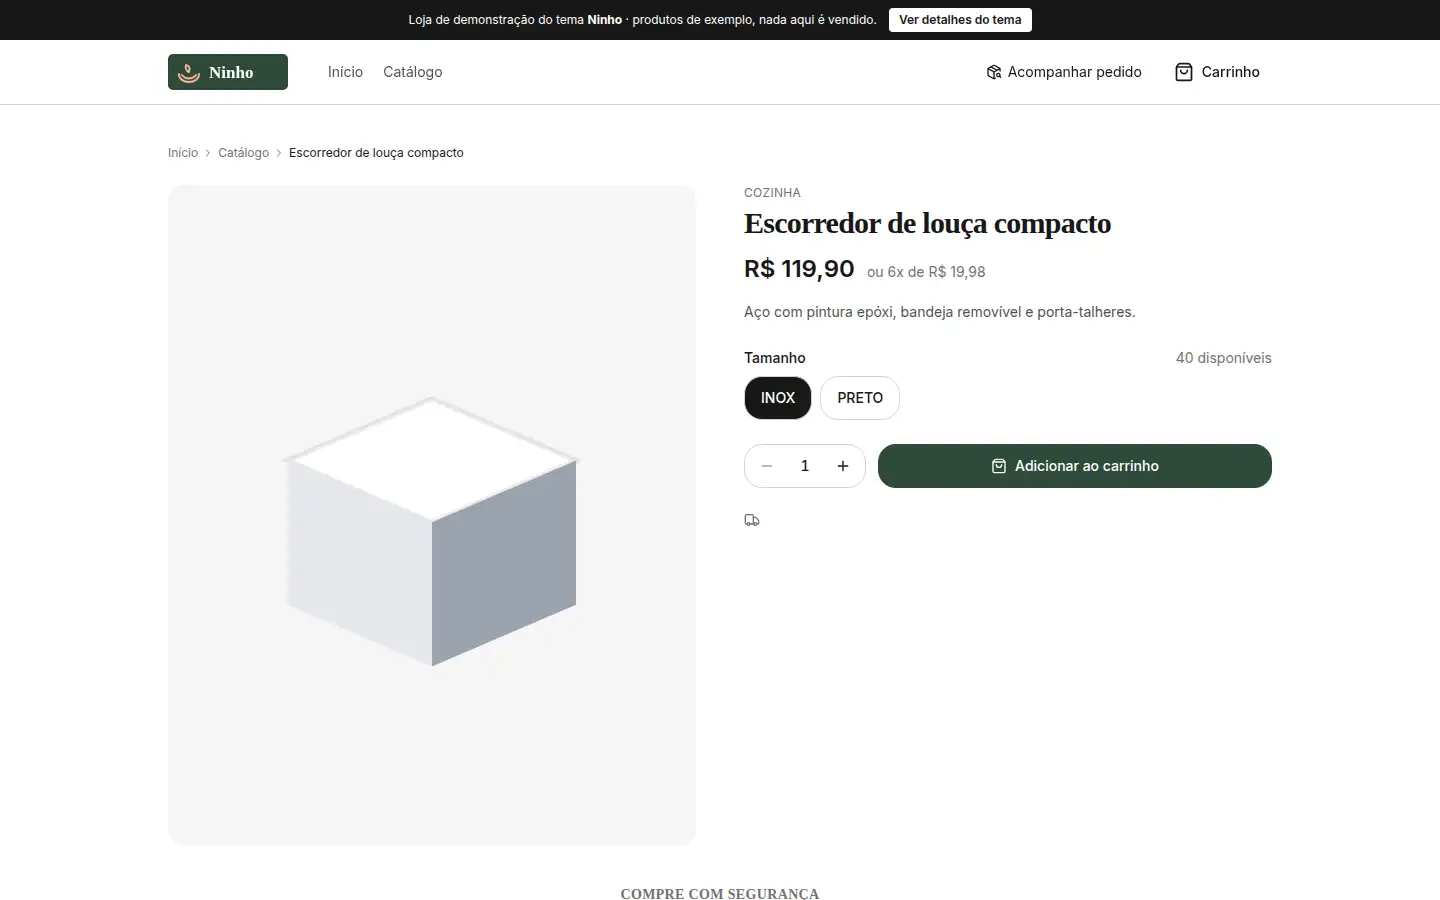 Loja de demonstração do tema Ninho · produtos de exemplo, nada aqui é vendido.
Ver detalhes do tema
Ninho
Início
Catálogo
Acompanhar pedido
Carrinho
Início > Catálogo > Escorredor de louça compacto
COZINHA
Escorredor de louça compacto
R$ 119,90 ou 6x de R$ 19,98
Aço com pintura epóxi, bandeja removível e porta-talheres.
Tamanho
40 disponíveis
INOX
PRETO
− 1 +
Adicionar ao carrinho
COMPRE COM SEGURANÇA